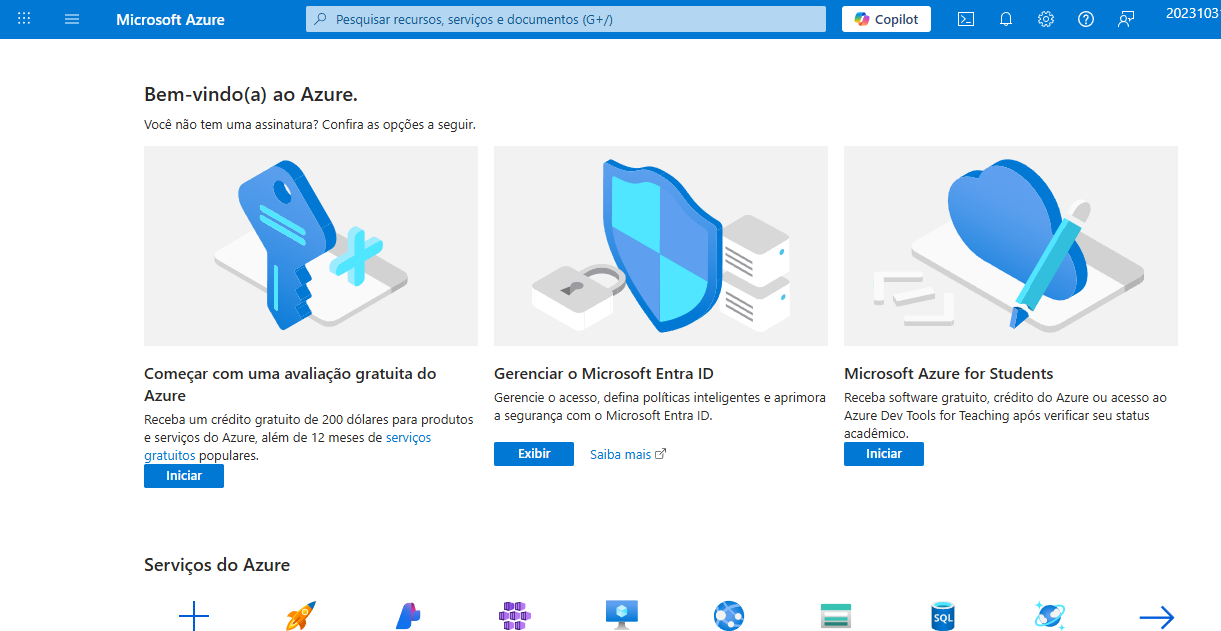 Microsoft Azure
Pesquisar recursos, serviços e documentos (G+/)
Copilot
Bem-vindo(a) ao Azure.
Você não tem uma assinatura? Confira as opções a seguir.
Começar com uma avaliação gratuita do
Azure
Receba um crédito gratuito de 200 dólares para produtos
e serviços do Azure, além de 12 meses de serviços
gratuitos populares.
Iniciar
Gerenciar o Microsoft Entra ID
Gerencie o acesso, defina políticas inteligentes e aprimora
a segurança com o Microsoft Entra ID.
Exibir
Saiba mais
Microsoft Azure for Students
Receba software gratuito, crédito do Azure ou acesso ao
Azure Dev Tools for Teaching após verificar seu status
acadêmico.
Iniciar
Serviços do Azure
SQL